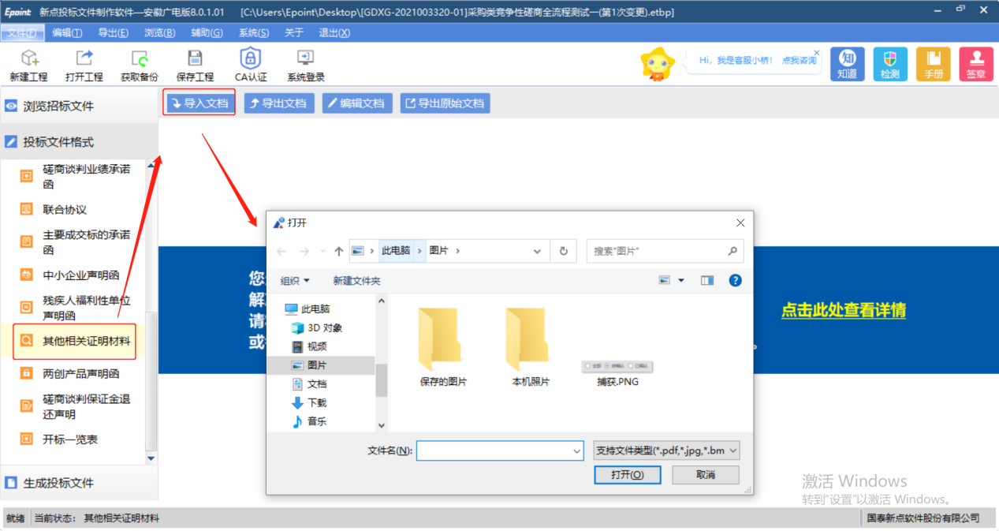 Epoint 新点投标文件制作软件—安徽广电版8.0.1.01 [C:\Users\Epoint\Desktop\[GDXG-2021003320-01]采购类竞争性磋商全流程测试一(第1次变更).etbp]
文件(F) 编辑(T) 导出(E) 浏览(B) 辅助(G) 系统(S) 关于 退出(X)
新建工程 打开工程 获取备份 保存工程 CA认证 系统登录
Hi，我是客服小桥！ 点我咨询
知
知道 检测 手册 签章
浏览招标文件
导入文档 导出文档 编辑文档 导出原始文档
投标文件格式
磋商谈判业绩承诺
函
联合协议
主要成交标的承诺
函
中小企业声明函
残疾人福利性单位
声明函
其他相关证明材料
两创产品声明函
磋商谈判保证金退
还声明
开标一览表
生成投标文件
您
解
请
或
点击此处查看详情
打开
此电脑 图片
搜索"图片"
组织 新建文件夹
此电脑
3D 对象
视频
图片
文档
下载
音乐
保存的图片 本机照片 捕获.PNG
文件名(N): 支持文件类型(*.pdf,*.jpg,*.bm
打开(O) 取消
激活 Windows
转到"设置"以激活 Windows。
就绪 当前状态: 其他相关证明材料 国泰新点软件股份有限公司